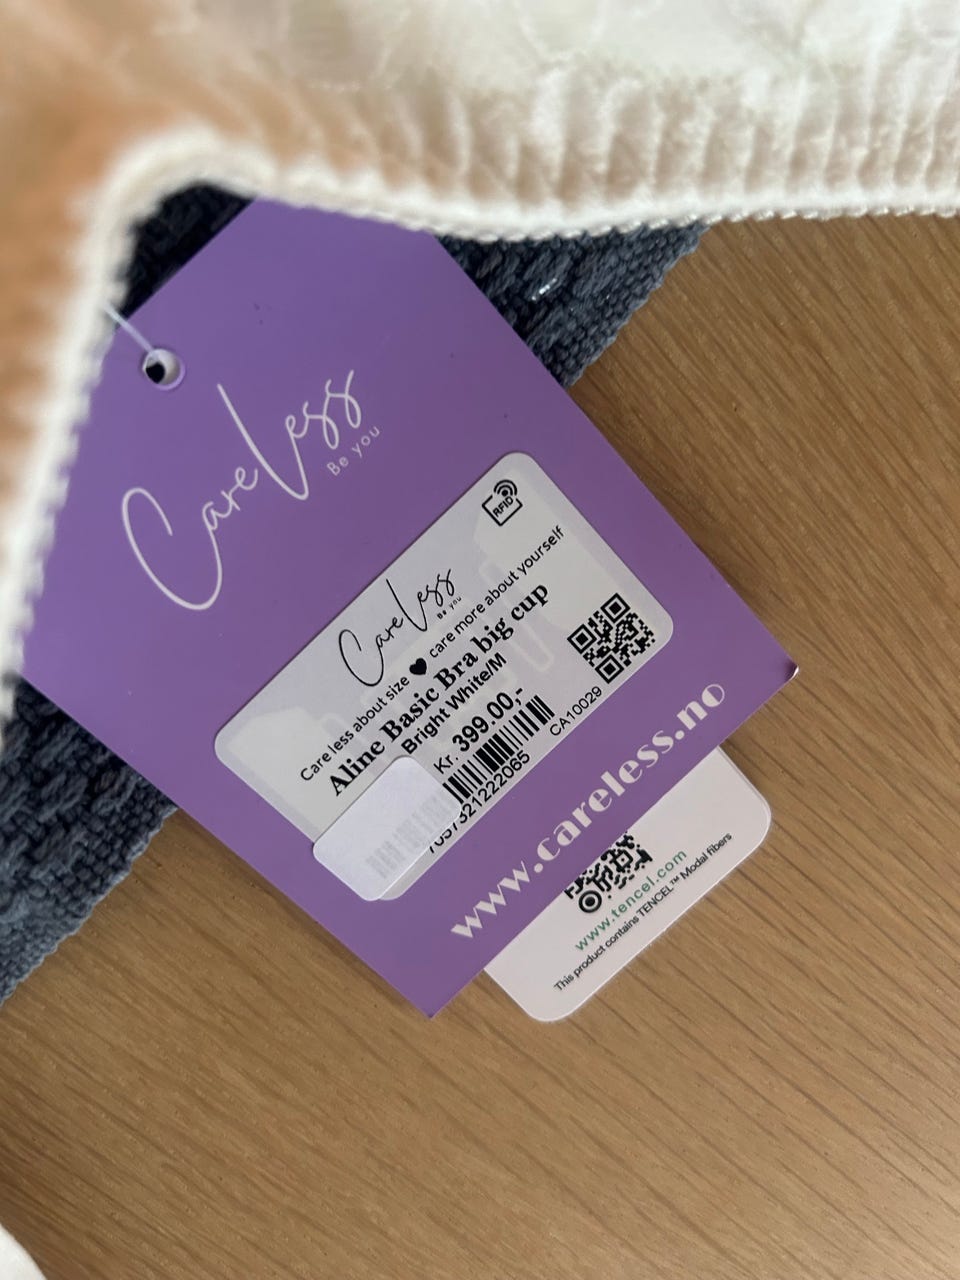 CareLess
Be you
RFID
CareLess
Be you
Care less about size ♥ care more about yourself
Aline Basic Bra big cup
Bright White/M
Kr. 399.00,-
CA10029
7057321222065
www.careless.no
www.tencel.com
This product contains TENCEL™ Modal fibers